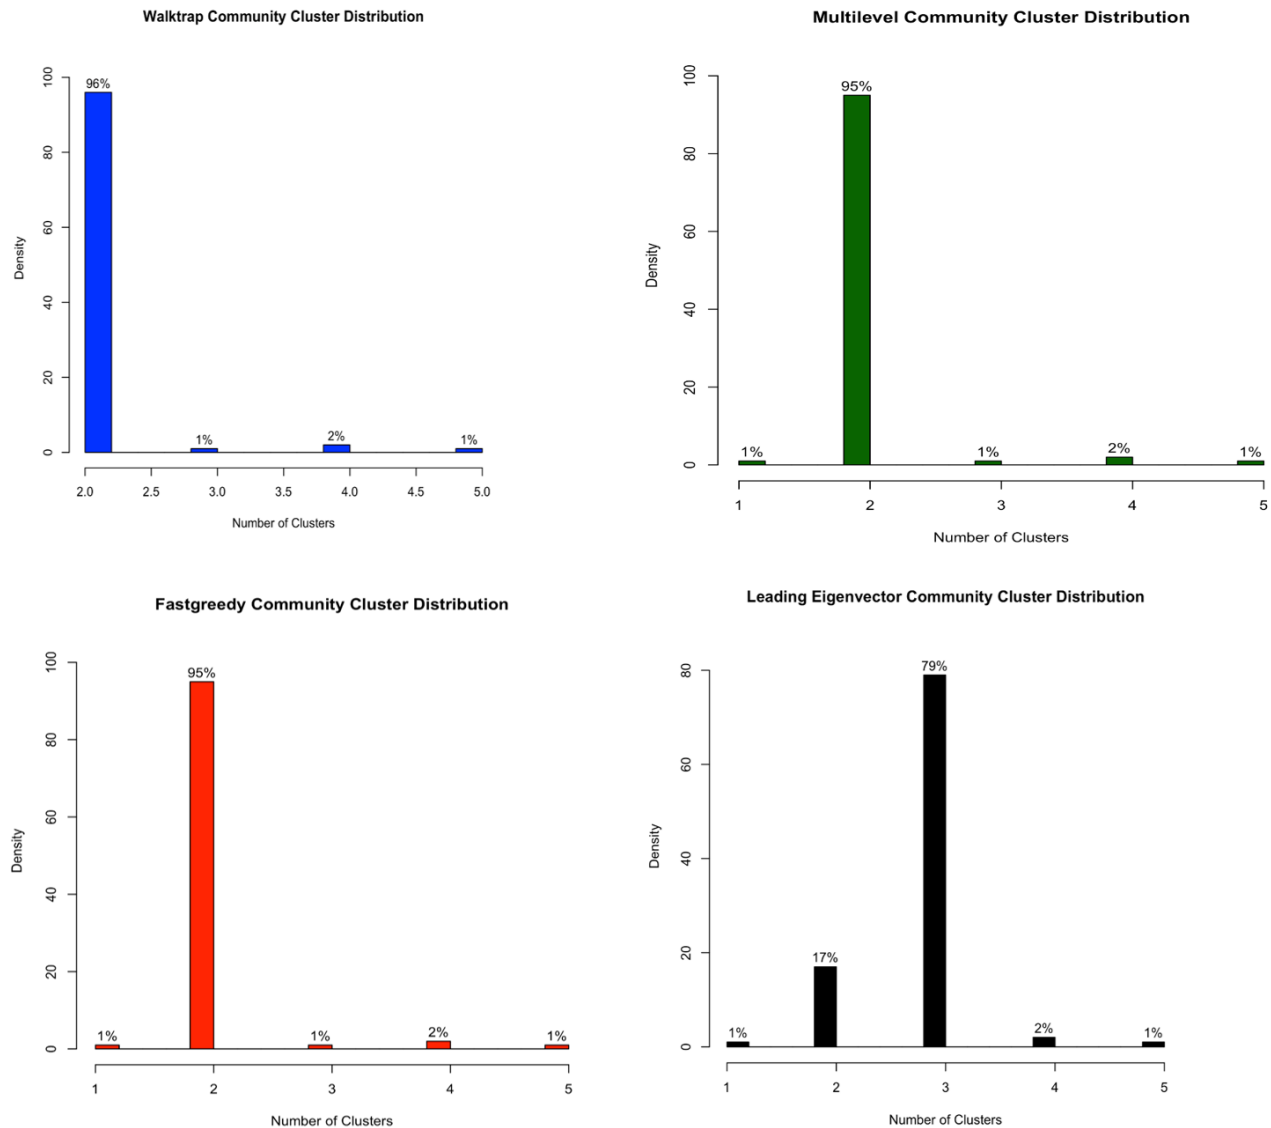 Walktrap Community Cluster Distribution
100
80
60
40
20
0
Density
96%
1%
2%
1%
2.0 2.5 3.0 3.5 4.0 4.5 5.0
Number of Clusters
Multilevel Community Cluster Distribution
100
80
60
40
20
0
Density
1%
95%
1%
2%
1%
1 2 3 4 5
Number of Clusters
Fastgreedy Community Cluster Distribution
100
80
60
40
20
0
Density
1%
95%
1%
2%
1%
1 2 3 4 5
Number of Clusters
Leading Eigenvector Community Cluster Distribution
80
60
40
20
0
Density
1%
17%
79%
2%
1%
1 2 3 4 5
Number of Clusters